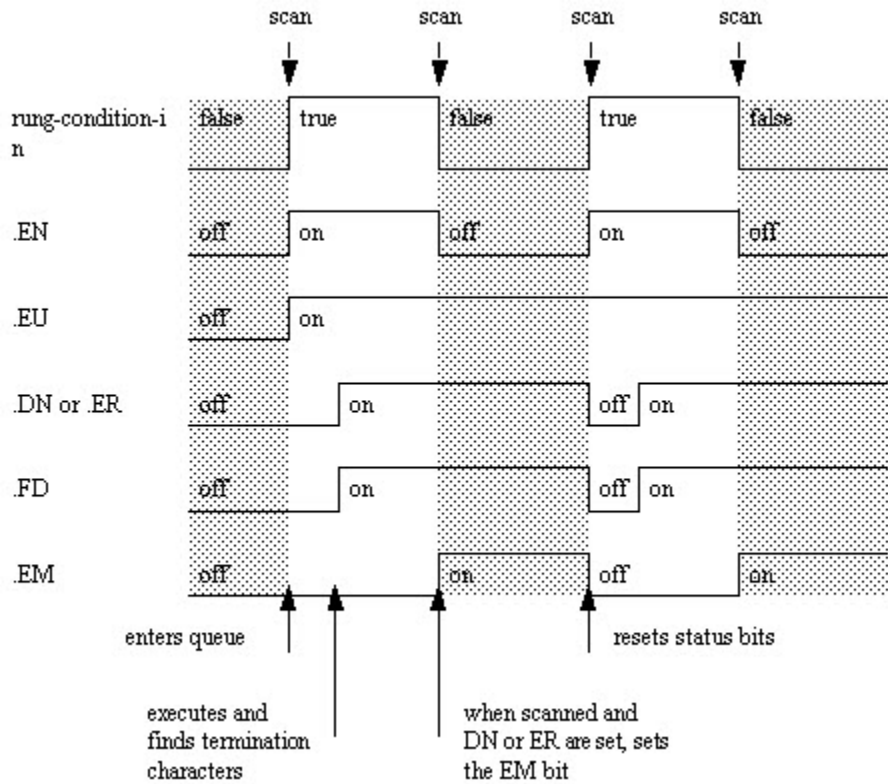 scan scan scan scan
rung-condition-i
n
false true false true false
.EN off on off on off
.EU off on
.DN or .ER off on off on
.FD off on off on
.EM off on off on
enters queue resets status bits
executes and
finds termination
characters
when scanned and
DN or ER are set, sets
the EM bit